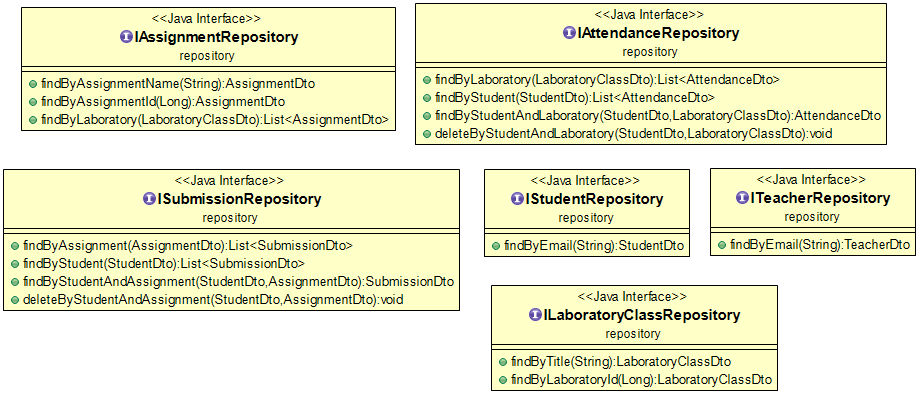 <<Java Interface>>
IAssignmentRepository
repository
findByAssignmentName(String):AssignmentDto
findByAssignmentId(Long):AssignmentDto
findByLaboratory(LaboratoryClassDto):List<AssignmentDto>
<<Java Interface>>
IAttendanceRepository
repository
findByLaboratory(LaboratoryClassDto):List<AttendanceDto>
findByStudent(StudentDto):List<AttendanceDto>
findByStudentAndLaboratory(StudentDto,LaboratoryClassDto):AttendanceDto
deleteByStudentAndLaboratory(StudentDto,LaboratoryClassDto):void
<<Java Interface>>
ISubmissionRepository
repository
findByAssignment(AssignmentDto):List<SubmissionDto>
findByStudent(StudentDto):List<SubmissionDto>
findByStudentAndAssignment(StudentDto,AssignmentDto):SubmissionDto
deleteByStudentAndAssignment(StudentDto,AssignmentDto):void
<<Java Interface>>
IStudentRepository
repository
findByEmail(String):StudentDto
<<Java Interface>>
ITeacherRepository
repository
findByEmail(String):TeacherDto
<<Java Interface>>
ILaboratoryClassRepository
repository
findByTitle(String):LaboratoryClassDto
findByLaboratoryId(Long):LaboratoryClassDto